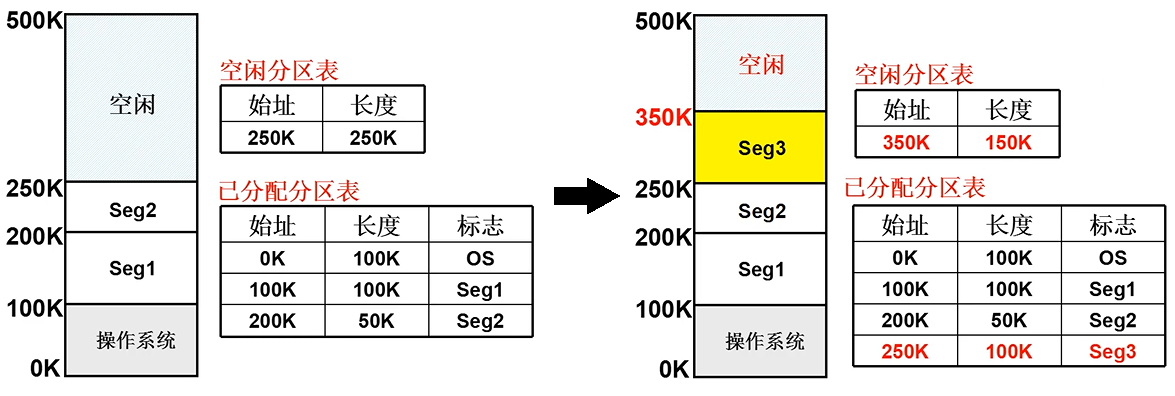 500K
空闲
250K
Seg2
200K
Seg1
100K
操作系统
0K
空闲分区表
始址 长度
250K 250K
已分配分区表
始址 长度 标志
0K 100K OS
100K 100K Seg1
200K 50K Seg2
500K
空闲
350K
Seg3
250K
Seg2
200K
Seg1
100K
操作系统
0K
空闲分区表
始址 长度
350K 150K
已分配分区表
始址 长度 标志
0K 100K OS
100K 100K Seg1
200K 50K Seg2
250K 100K Seg3